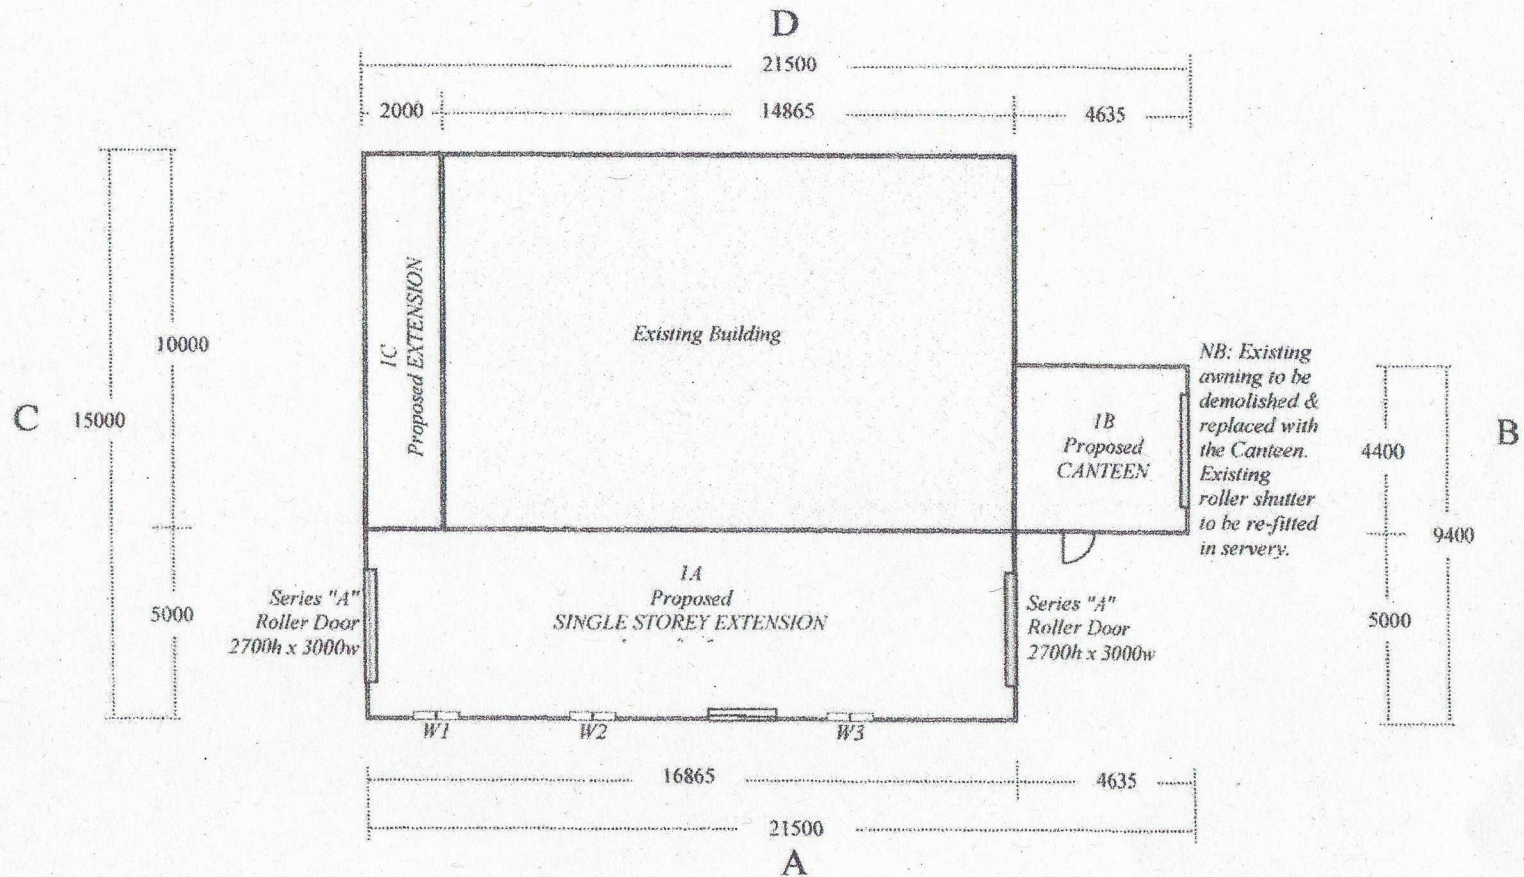 D
21500
2000
14865
4635
1C
Proposed EXTENSION
Existing Building
10000
C
15000
5000
1B
Proposed
CANTEEN
NB: Existing
awning to be
demolished &
replaced with
the Canteen.
Existing
roller shutter
to be re-fitted
in servery.
4400
B
9400
5000
Series "A"
Roller Door
2700h x 3000w
1A
Proposed
SINGLE STOREY EXTENSION
Series "A"
Roller Door
2700h x 3000w
W1
W2
W3
16865
4635
21500
A